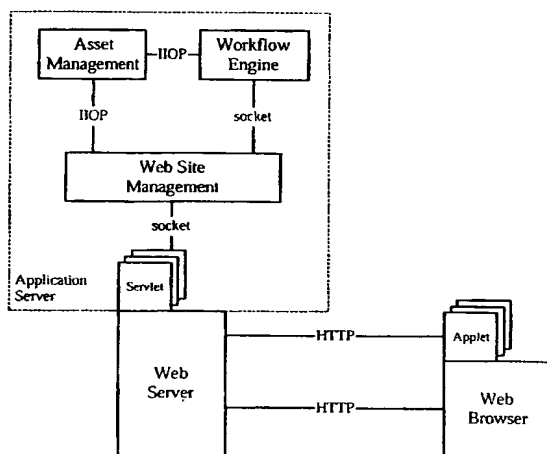 Asset
Management
IIOP
Workflow
Engine
IIOP
socket
Web Site
Management
socket
Application
Server
Servlet
Web
Server
HTTP
HTTP
Applet
Web
Browser